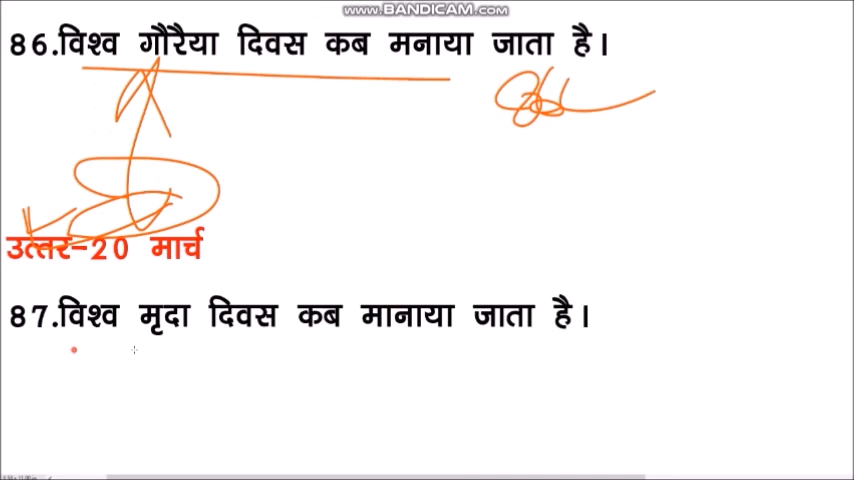 www.BANDICAM.com
86.विश्व गौरैया दिवस कब मनाया जाता है।
उत्तर-20 मार्च
87.विश्व मृदा दिवस कब मानाया जाता है।